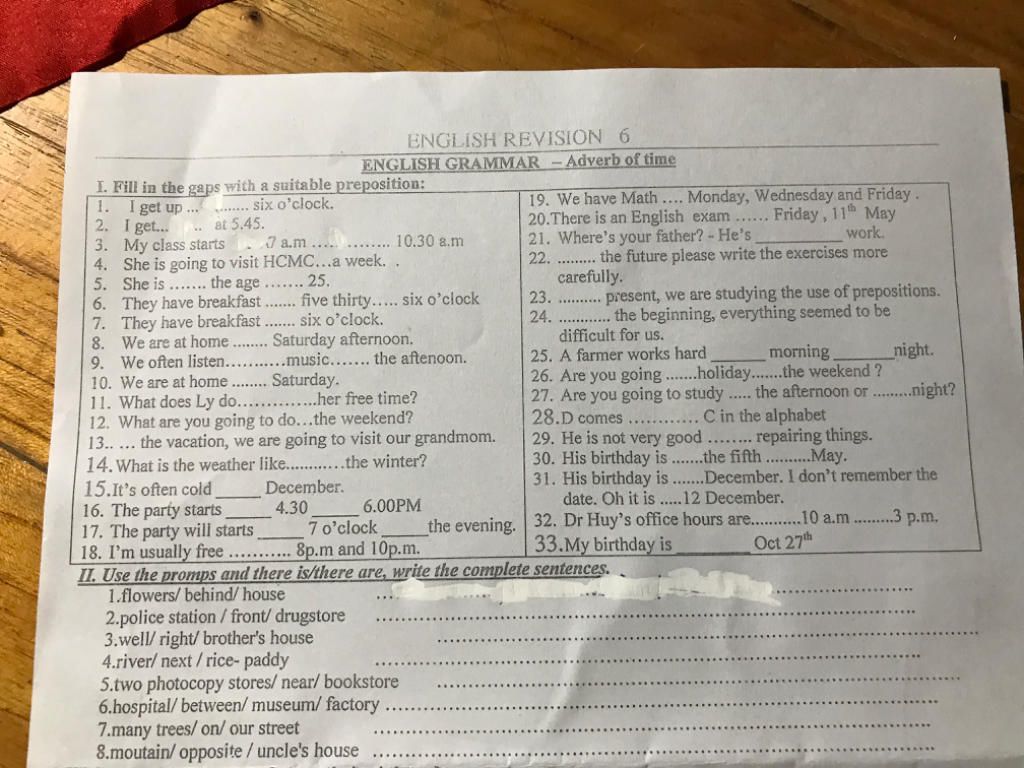 ENGLISH REVISION 6
ENGLISH GRAMMAR – Adverb of time
I. Fill in the gaps with a suitable preposition:
1. I get up ... ........ six o'clock.
2. I get... .. at 5.45.
3. My class starts 7 a.m ..... ......... 10.30 a.m
4. She is going to visit HCMC...a week. .
5. She is ....... the age ....... 25.
6. They have breakfast ....... five thirty..... six o'clock
7. They have breakfast ....... six o'clock.
8. We are at home ........ Saturday afternoon.
9. We often listen...........music....... the aftenoon.
10. We are at home ........ Saturday.
11. What does Ly do..............her free time?
12. What are you going to do...the weekend?
13.. ... the vacation, we are going to visit our grandmom.
14. What is the weather like...........the winter?
15.It's often cold _____ December.
16. The party starts _____ 4.30 _____ 6.00PM
17. The party will starts _____ 7 o'clock _____the evening.
18. I'm usually free ........... 8p.m and 10p.m.
19. We have Math .... Monday, Wednesday and Friday .
20.There is an English exam ...... Friday , 11th May
21. Where's your father? - He's __________ work.
22. ......... the future please write the exercises more
carefully.
23. .......... present, we are studying the use of prepositions.
24. ............ the beginning, everything seemed to be
difficult for us.
25. A farmer works hard ______ morning _______night.
26. Are you going .......holiday.......the weekend ?
27. Are you going to study ..... the afternoon or .........night?
28.D comes ............ C in the alphabet
29. He is not very good ........ repairing things.
30. His birthday is .......the fifth ..........May.
31. His birthday is .......December. I don't remember the
date. Oh it is .....12 December.
32. Dr Huy's office hours are...........10 a.m .........3 p.m.
33.My birthday is ________ Oct 27th
II. Use the promps and there is/there are, write the complete sentences.
1.flowers/ behind/ house ... ... ..............................
2.police station / front/ drugstore ................................................................................
3.well/ right/ brother's house ................................................................................
4.river/ next / rice- paddy ................................................................................
5.two photocopy stores/ near/ bookstore ................................................................................
6.hospital/ between/ museum/ factory ................................................................................
7.many trees/ on/ our street ................................................................................
8.moutain/ opposite / uncle's house ................................................................................